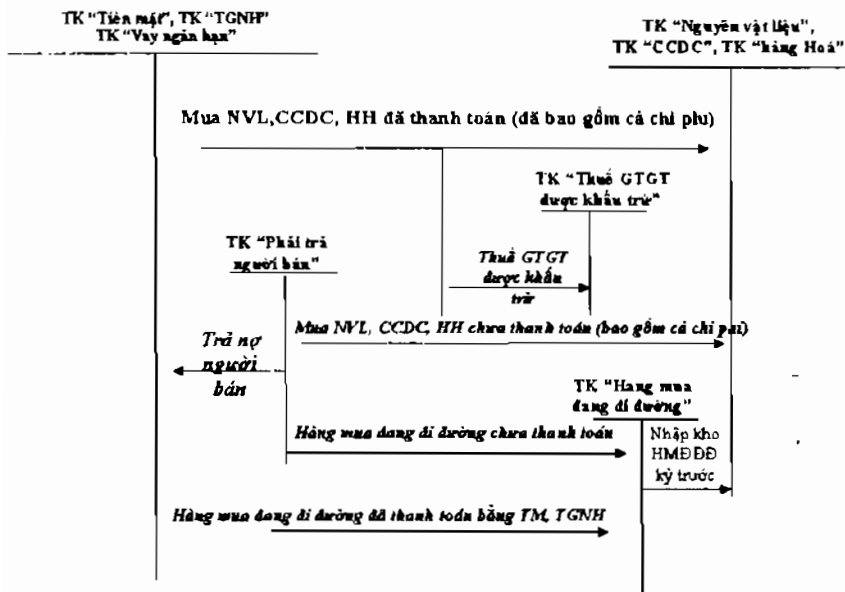 TK “Tiền mặt”, TK “TGNH”
TK “Vay ngắn hạn”
TK “Nguyên vật liệu”,
TK “CCDC”, TK “hàng Hoá”
Mua NVL,CCDC, HH đã thanh toán (đã bao gồm cả chi phí)
TK “Thuế GTGT
được khấu trừ”
TK “Phải trả
người bán”
Thuế GTGT
được khấu
trừ
Mua NVL, CCDC, HH chưa thanh toán (bao gồm cả chi phí)
Trả nợ
người
bán
TK “Hàng mua
đang đi đường”
Hàng mua đang đi đường chưa thanh toán
Nhập kho
HMĐĐĐ
kỳ trước
Hàng mua đang đi đường đã thanh toán bằng TM, TGNH